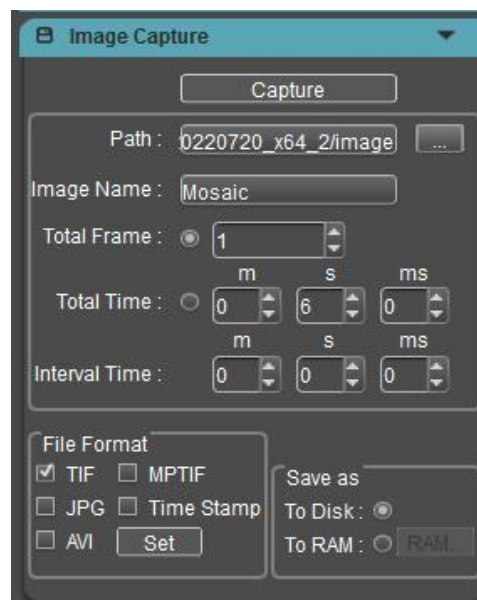 Image Capture
Capture
Path : 0220720_x64_2/image ...
Image Name : Mosaic
Total Frame : 1
m s ms
Total Time : 0 6 0
m s ms
Interval Time : 0 0 0
File Format
TIF MPTIF
JPG Time Stamp
AVI Set
Save as
To Disk :
To RAM : RAM...